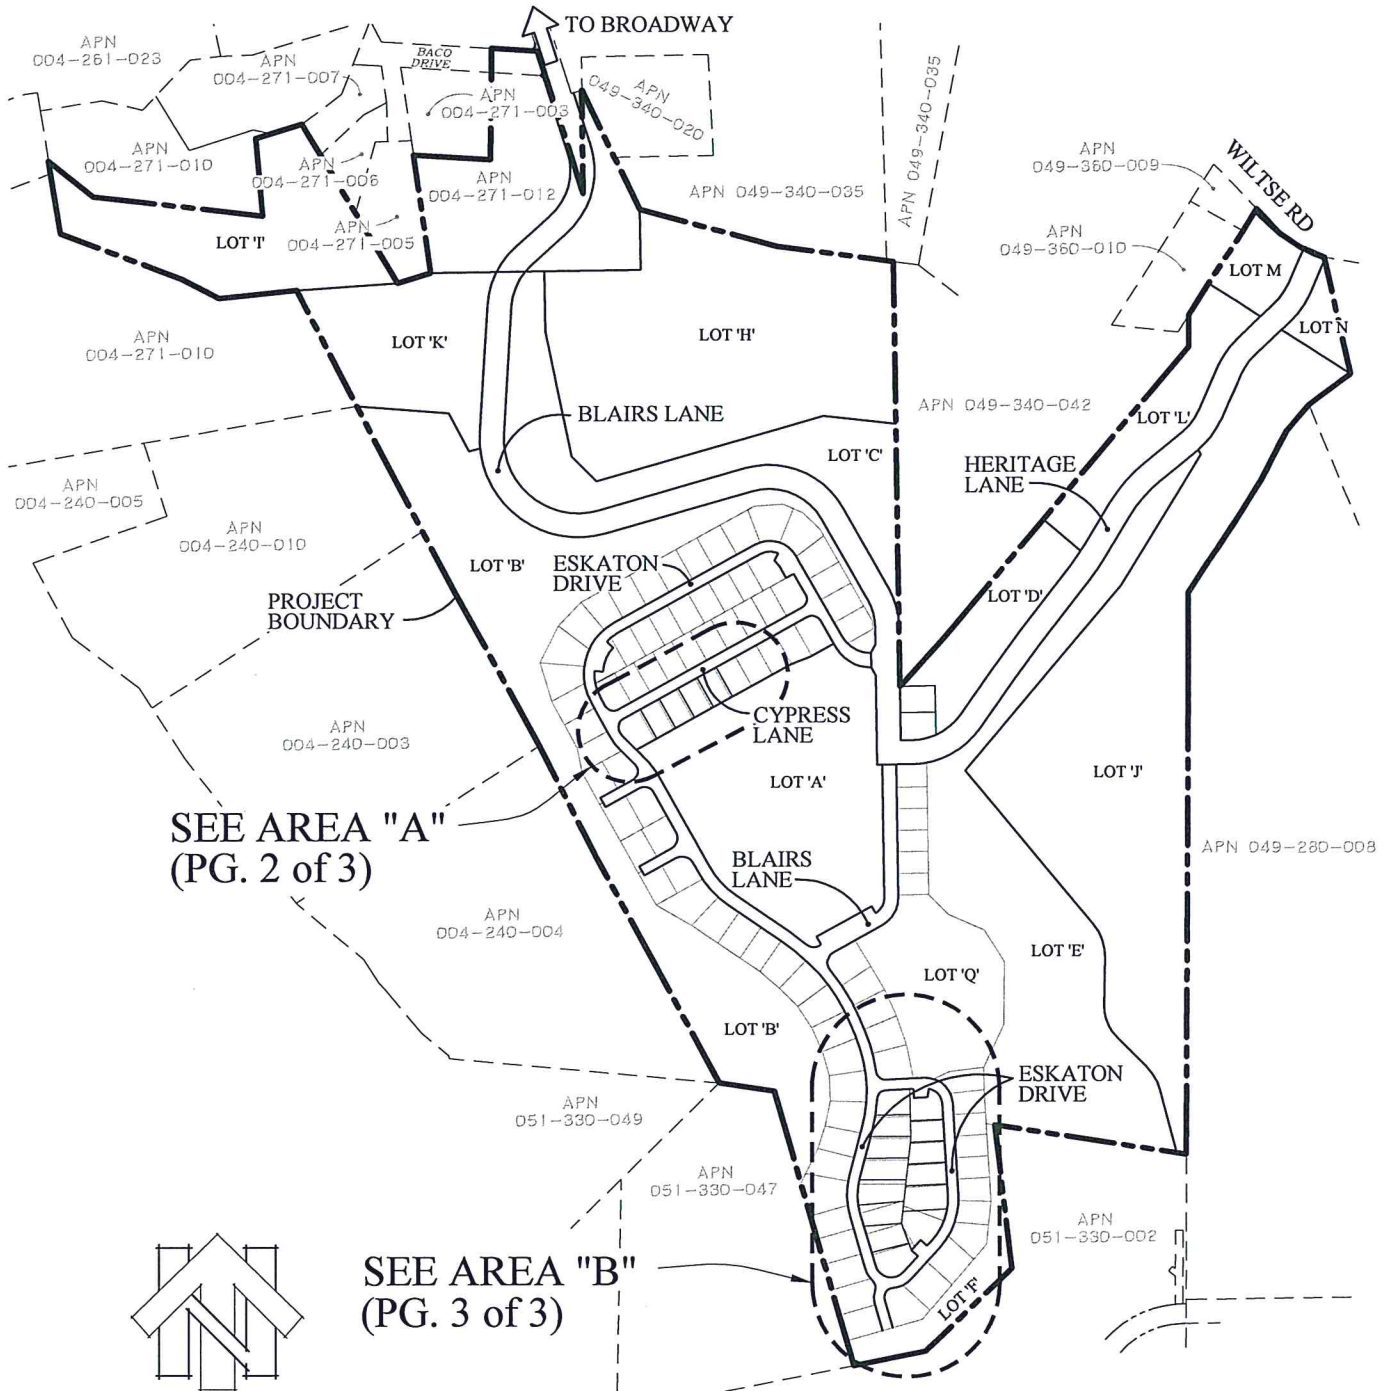 TO BROADWAY
APN
004-261-023
APN
004-271-007
BACO
DRIVE
APN
004-271-003
APN
049-340-020
APN 049-340-035
APN
004-271-010
APN
004-271-006
APN
004-271-012
APN 049-340-035
APN
049-360-009
WILTSE RD
APN
004-271-005
LOT 'I'
APN
049-360-010
LOT M
LOT N
APN
004-271-010
LOT 'K'
LOT 'H'
BLAIRS LANE
APN 049-340-042
LOT 'L'
LOT 'C'
HERITAGE
LANE
APN
004-240-005
APN
004-240-010
LOT 'B'
ESKATON
DRIVE
LOT 'D'
PROJECT
BOUNDARY
CYPRESS
LANE
APN
004-240-003
LOT 'A'
LOT 'J'
SEE AREA "A"
(PG. 2 of 3)
APN 049-280-008
BLAIRS
LANE
APN
004-240-004
LOT 'E'
LOT 'Q'
LOT 'B'
ESKATON
DRIVE
APN
051-330-049
APN
051-330-047
APN
051-330-002
SEE AREA "B"
(PG. 3 of 3)
LOT 'F'
N